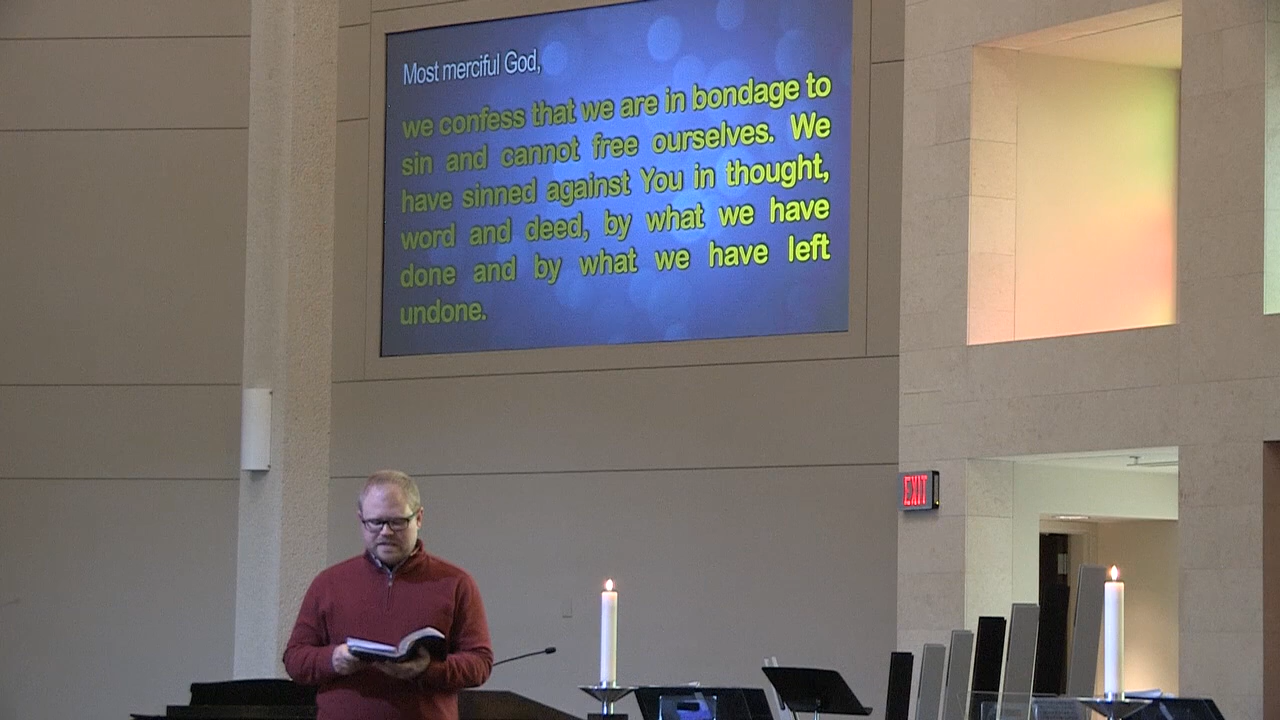 Most merciful God,
we confess that we are in bondage to
sin and cannot free ourselves. We
have sinned against You in thought,
word and deed, by what we have
done and by what we have left
undone.
EXIT